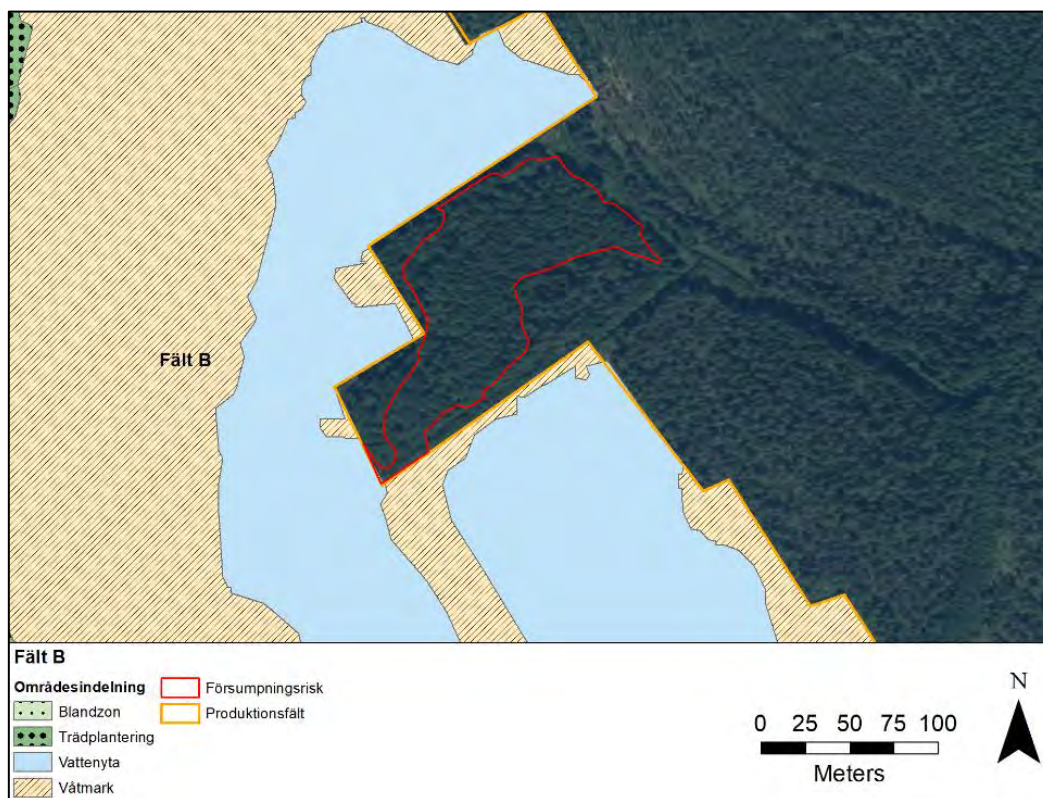 Fält B
Fält B
Områdesindelning
Blandzon
Trädplantering
Vattenyta
Våtmark
Försumpningsrisk
Produktionsfält
0 25 50 75 100
Meters
N